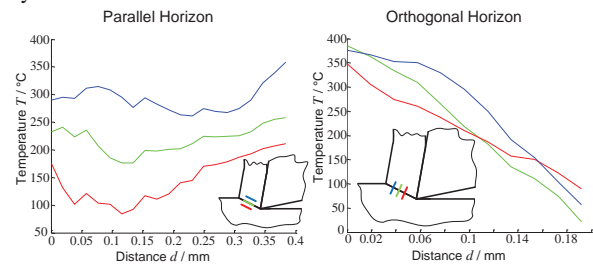 Parallel Horizon
Orthogonal Horizon
Temperature T / °C
400
350
300
250
200
150
100
50
0 0.05 0.1 0.15 0.2 0.25 0.3 0.35 0.4
Distance d / mm
Temperature T / °C
400
350
300
250
200
150
100
50
0
0 0.02 0.06 0.1 0.14 0.18
Distance d / mm